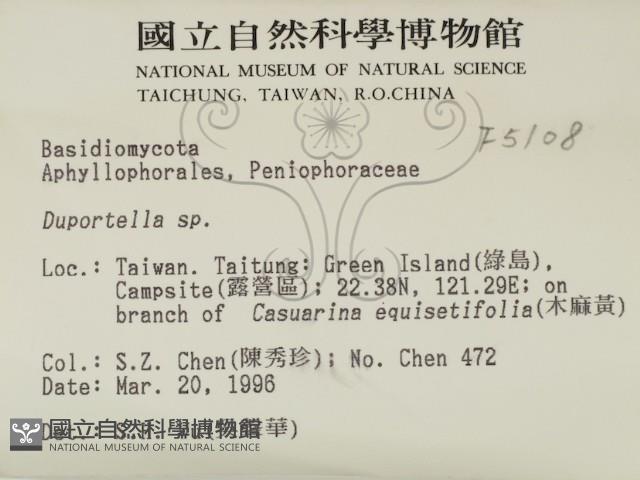 國立自然科學博物館
NATIONAL MUSEUM OF NATURAL SCIENCE
TAICHUNG, TAIWAN, R.O.CHINA
F5108
Basidiomycota
Aphyllophorales, Peniophoraceae
Duportella sp.
Loc.: Taiwan. Taitung: Green Island(綠島),
Campsite(露營區); 22.38N, 121.29E; on
branch of Casuarina equisetifolia(木麻黃)
Col.: S.Z. Chen(陳秀珍); No. Chen 472
Date: Mar. 20, 1996
國立自然科學博物館
NATIONAL MUSEUM OF NATURAL SCIENCE
華)